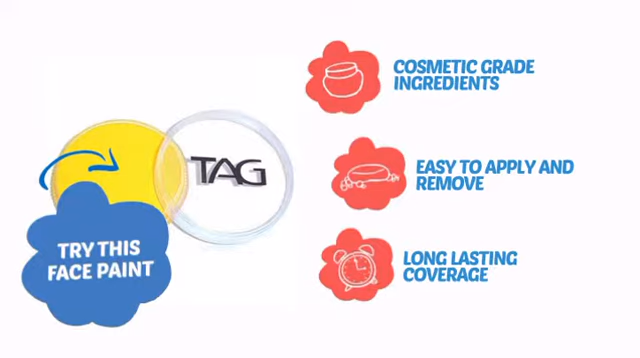 COSMETIC GRADE
INGREDIENTS
TAG
EASY TO APPLY AND
REMOVE
TRY THIS
FACE PAINT
LONG LASTING
COVERAGE